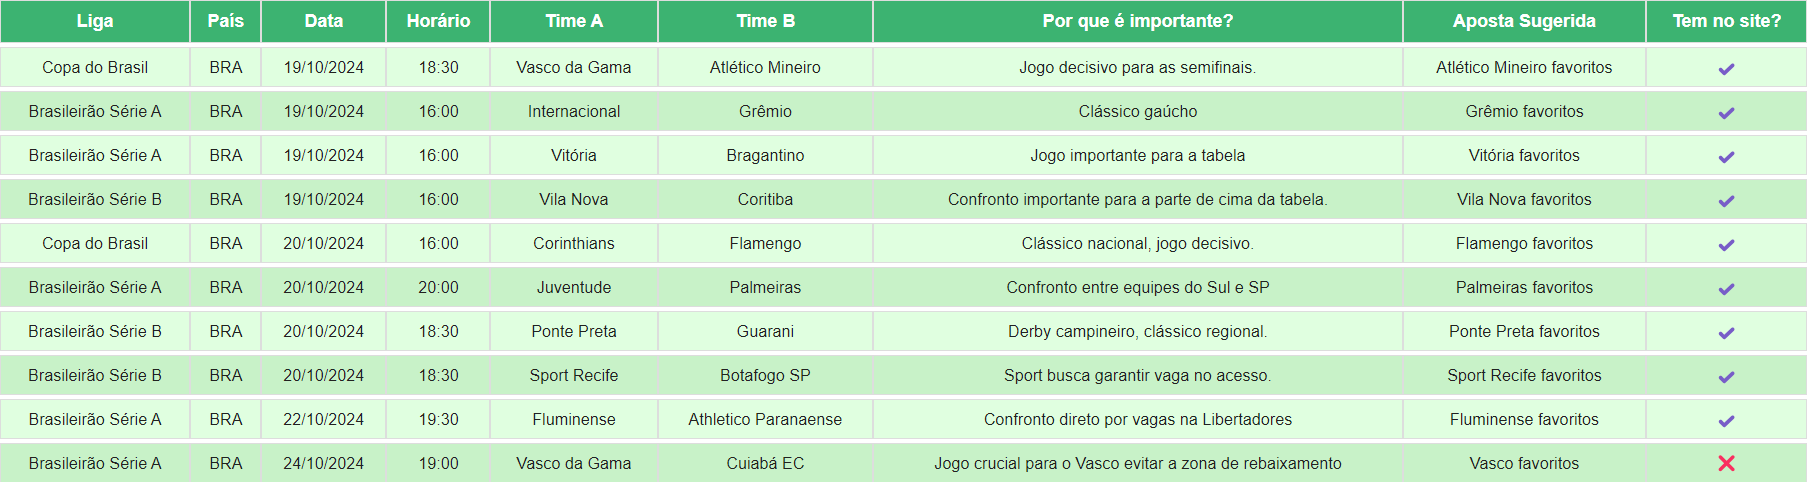 Liga País Data Horário Time A Time B Por que é importante? Aposta Sugerida Tem no site?
Copa do Brasil BRA 19/10/2024 18:30 Vasco da Gama Atlético Mineiro Jogo decisivo para as semifinais. Atlético Mineiro favoritos
Brasileirão Série A BRA 19/10/2024 16:00 Internacional Grêmio Clássico gaúcho Grêmio favoritos
Brasileirão Série A BRA 19/10/2024 16:00 Vitória Bragantino Jogo importante para a tabela Vitória favoritos
Brasileirão Série B BRA 19/10/2024 16:00 Vila Nova Coritiba Confronto importante para a parte de cima da tabela. Vila Nova favoritos
Copa do Brasil BRA 20/10/2024 16:00 Corinthians Flamengo Clássico nacional, jogo decisivo. Flamengo favoritos
Brasileirão Série A BRA 20/10/2024 20:00 Juventude Palmeiras Confronto entre equipes do Sul e SP Palmeiras favoritos
Brasileirão Série B BRA 20/10/2024 18:30 Ponte Preta Guarani Derby campineiro, clássico regional. Ponte Preta favoritos
Brasileirão Série B BRA 20/10/2024 18:30 Sport Recife Botafogo SP Sport busca garantir vaga no acesso. Sport Recife favoritos
Brasileirão Série A BRA 22/10/2024 19:30 Fluminense Athletico Paranaense Confronto direto por vagas na Libertadores Fluminense favoritos
Brasileirão Série A BRA 24/10/2024 19:00 Vasco da Gama Cuiabá EC Jogo crucial para o Vasco evitar a zona de rebaixamento Vasco favoritos